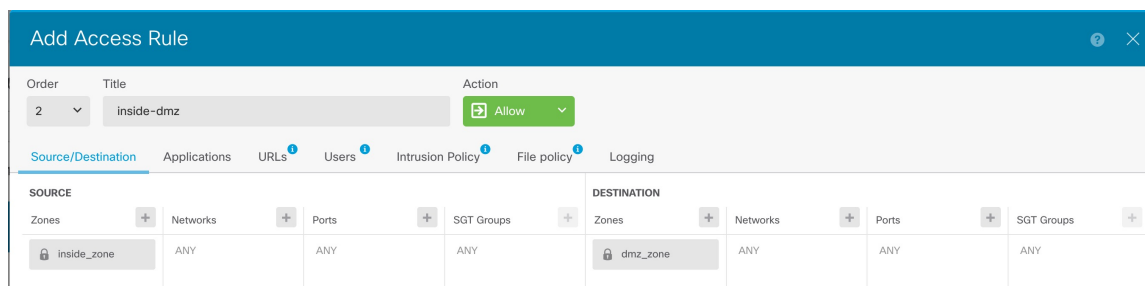 Add Access Rule
Order Title Action
2 inside-dmz Allow
Source/Destination Applications URLs Users Intrusion Policy File policy Logging
SOURCE DESTINATION
Zones Networks Ports SGT Groups Zones Networks Ports SGT Groups
inside_zone ANY ANY ANY dmz_zone ANY ANY ANY